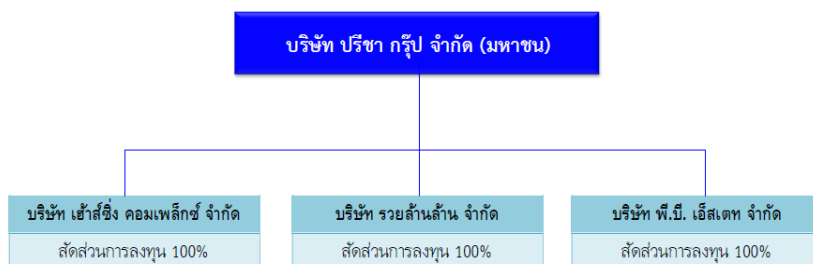 บริษัท ปรีชา กรุ๊ป จำกัด (มหาชน)
บริษัท เฮ้าส์ซิ่ง คอมเพล็กซ์ จำกัด
สัดส่วนการลงทุน 100%
บริษัท รวยล้านล้าน จำกัด
สัดส่วนการลงทุน 100%
บริษัท พี.บี. เอ็สเตท จำกัด
สัดส่วนการลงทุน 100%